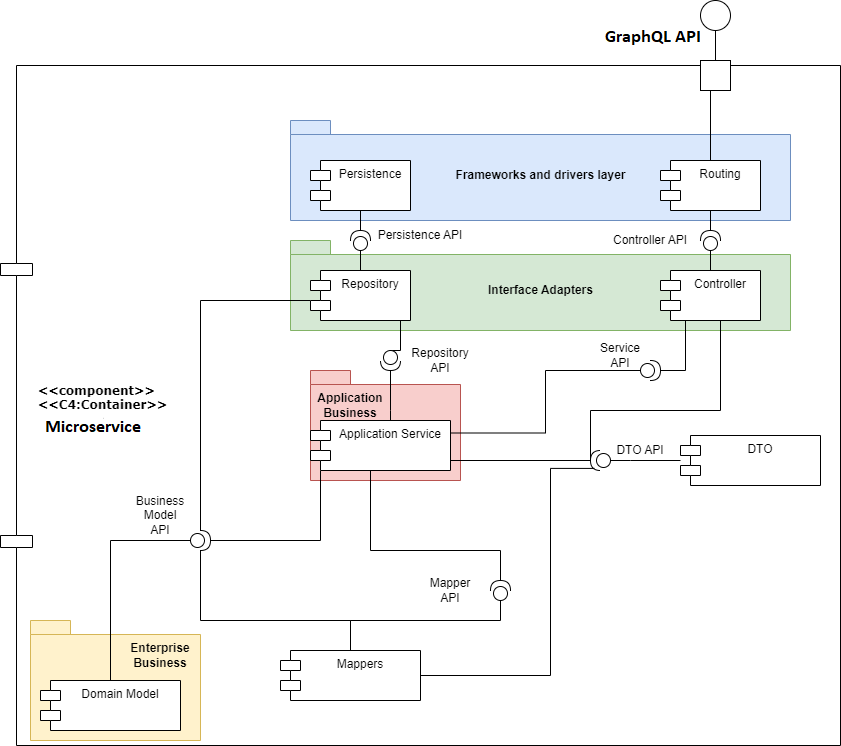 GraphQL API
Persistence
Frameworks and drivers layer
Routing
Persistence API
Controller API
Repository
Interface Adapters
Controller
Repository
API
Service
API
<<component>>
<<C4:Container>>
Microservice
Application
Business
Application Service
DTO API
DTO
Business
Model
API
Mapper
API
Enterprise
Business
Domain Model
Mappers